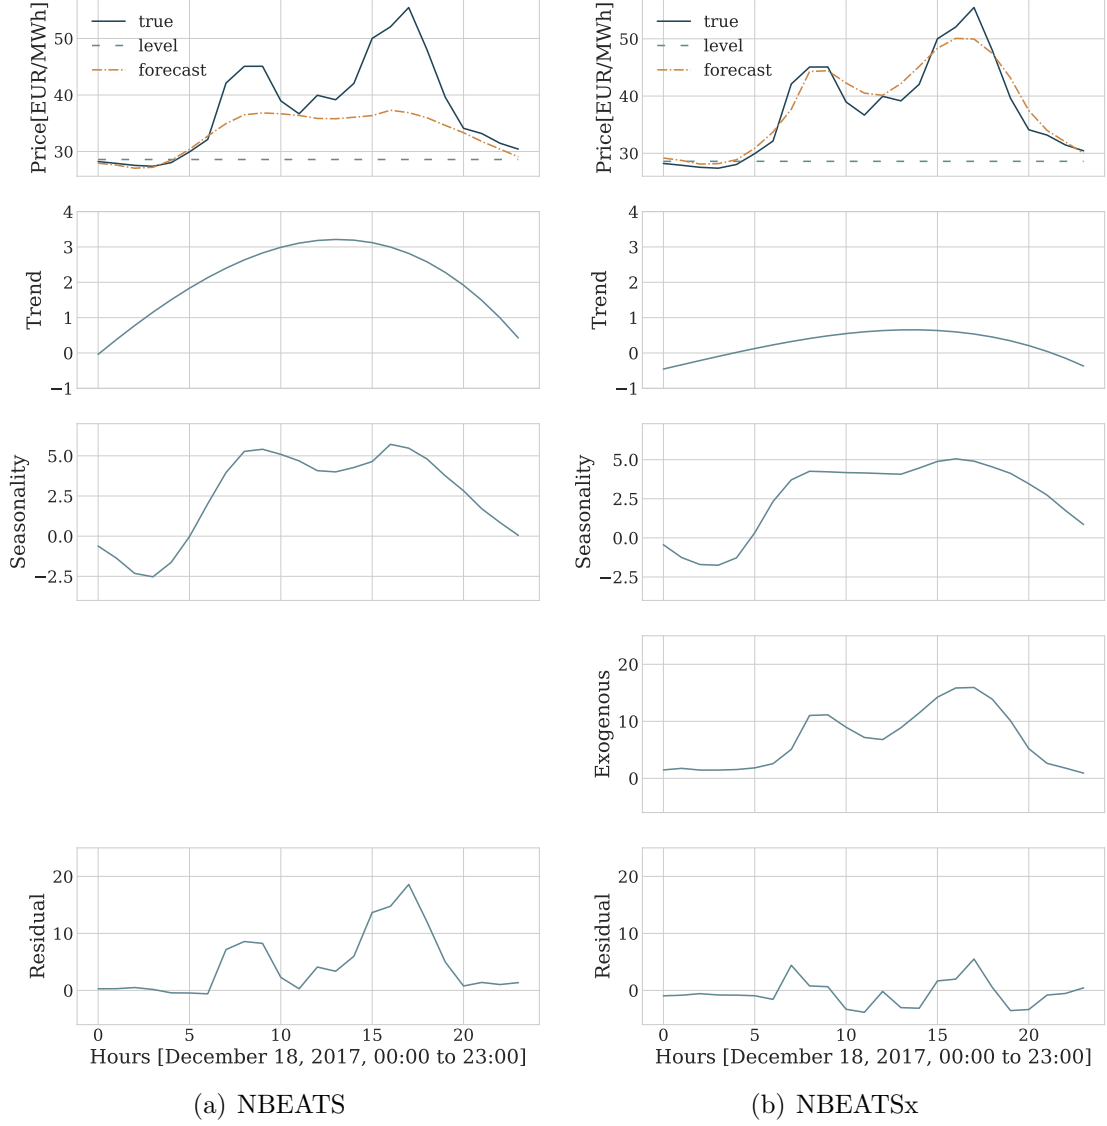 true
level
forecast
Price[EUR/MWh]
50
40
30
true
level
forecast
Price[EUR/MWh]
50
40
30
Trend
4
3
2
1
0
−1
Trend
4
3
2
1
0
−1
Seasonality
5.0
2.5
0.0
−2.5
Seasonality
5.0
2.5
0.0
−2.5
Exogenous
20
10
0
Residual
20
10
0
0 5 10 15 20
Hours [December 18, 2017, 00:00 to 23:00]
Residual
20
10
0
0 5 10 15 20
Hours [December 18, 2017, 00:00 to 23:00]
(a) NBEATS
(b) NBEATSx